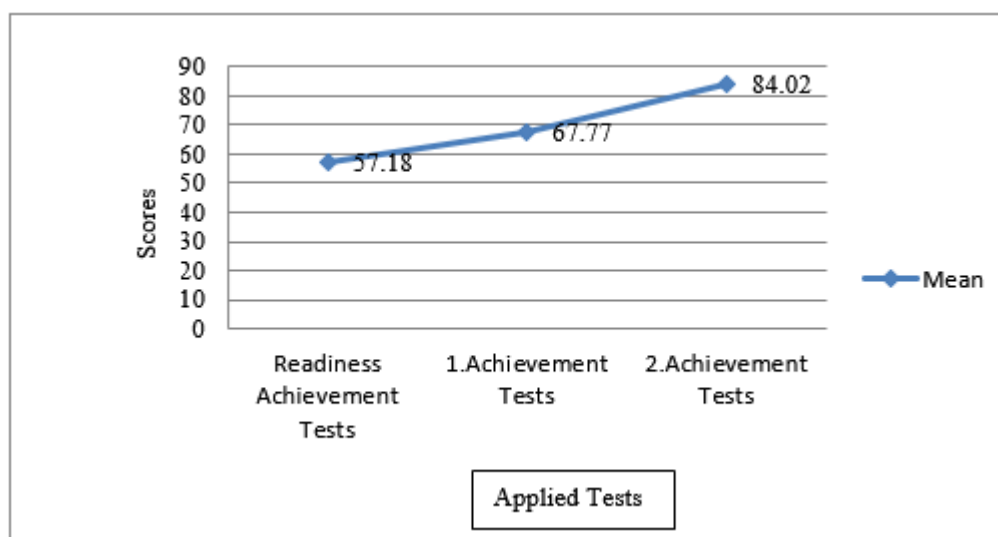 90
80
70
60
50
40
30
20
10
0
Scores
57.18
67.77
84.02
Mean
Readiness
Achievement
Tests
1.Achievement
Tests
2.Achievement
Tests
Applied Tests